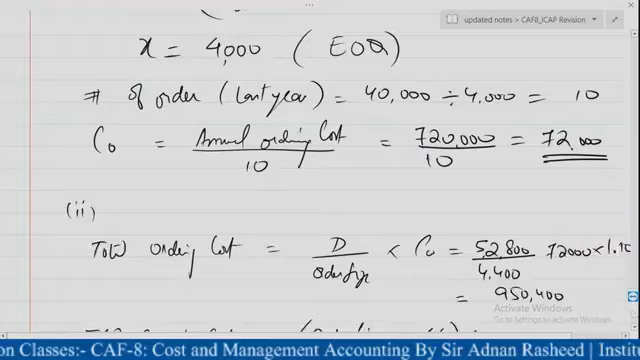 updated notes > CAF8_ICAP Revision
x = 4,000 (EOQ)
# of order (Last year) = 40,000 ÷ 4,000 = 10
Co = Annual ordering Cost / 10 = 720,000 / 10 = 72,000
(ii)
Total ordering Cost = D / Order size × Co = 52,800 / 4,400 72000 × 1.10
= 950,400
Activate Windows
Go to Settings to activate Windows.
on Classes:- CAF-8: Cost and Management Accounting By Sir Adnan Rasheed | Instit